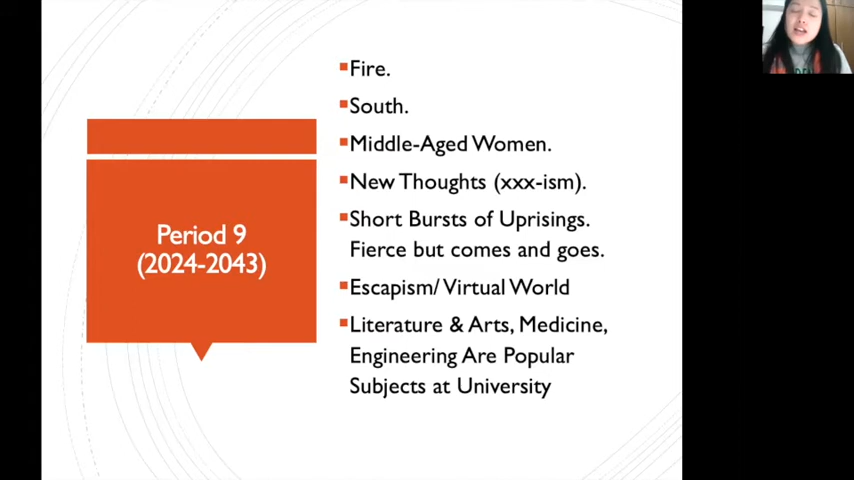 Period 9
(2024-2043)
Fire.
South.
Middle-Aged Women.
New Thoughts (xxx-ism).
Short Bursts of Uprisings.
Fierce but comes and goes.
Escapism/ Virtual World
Literature & Arts, Medicine,
Engineering Are Popular
Subjects at University